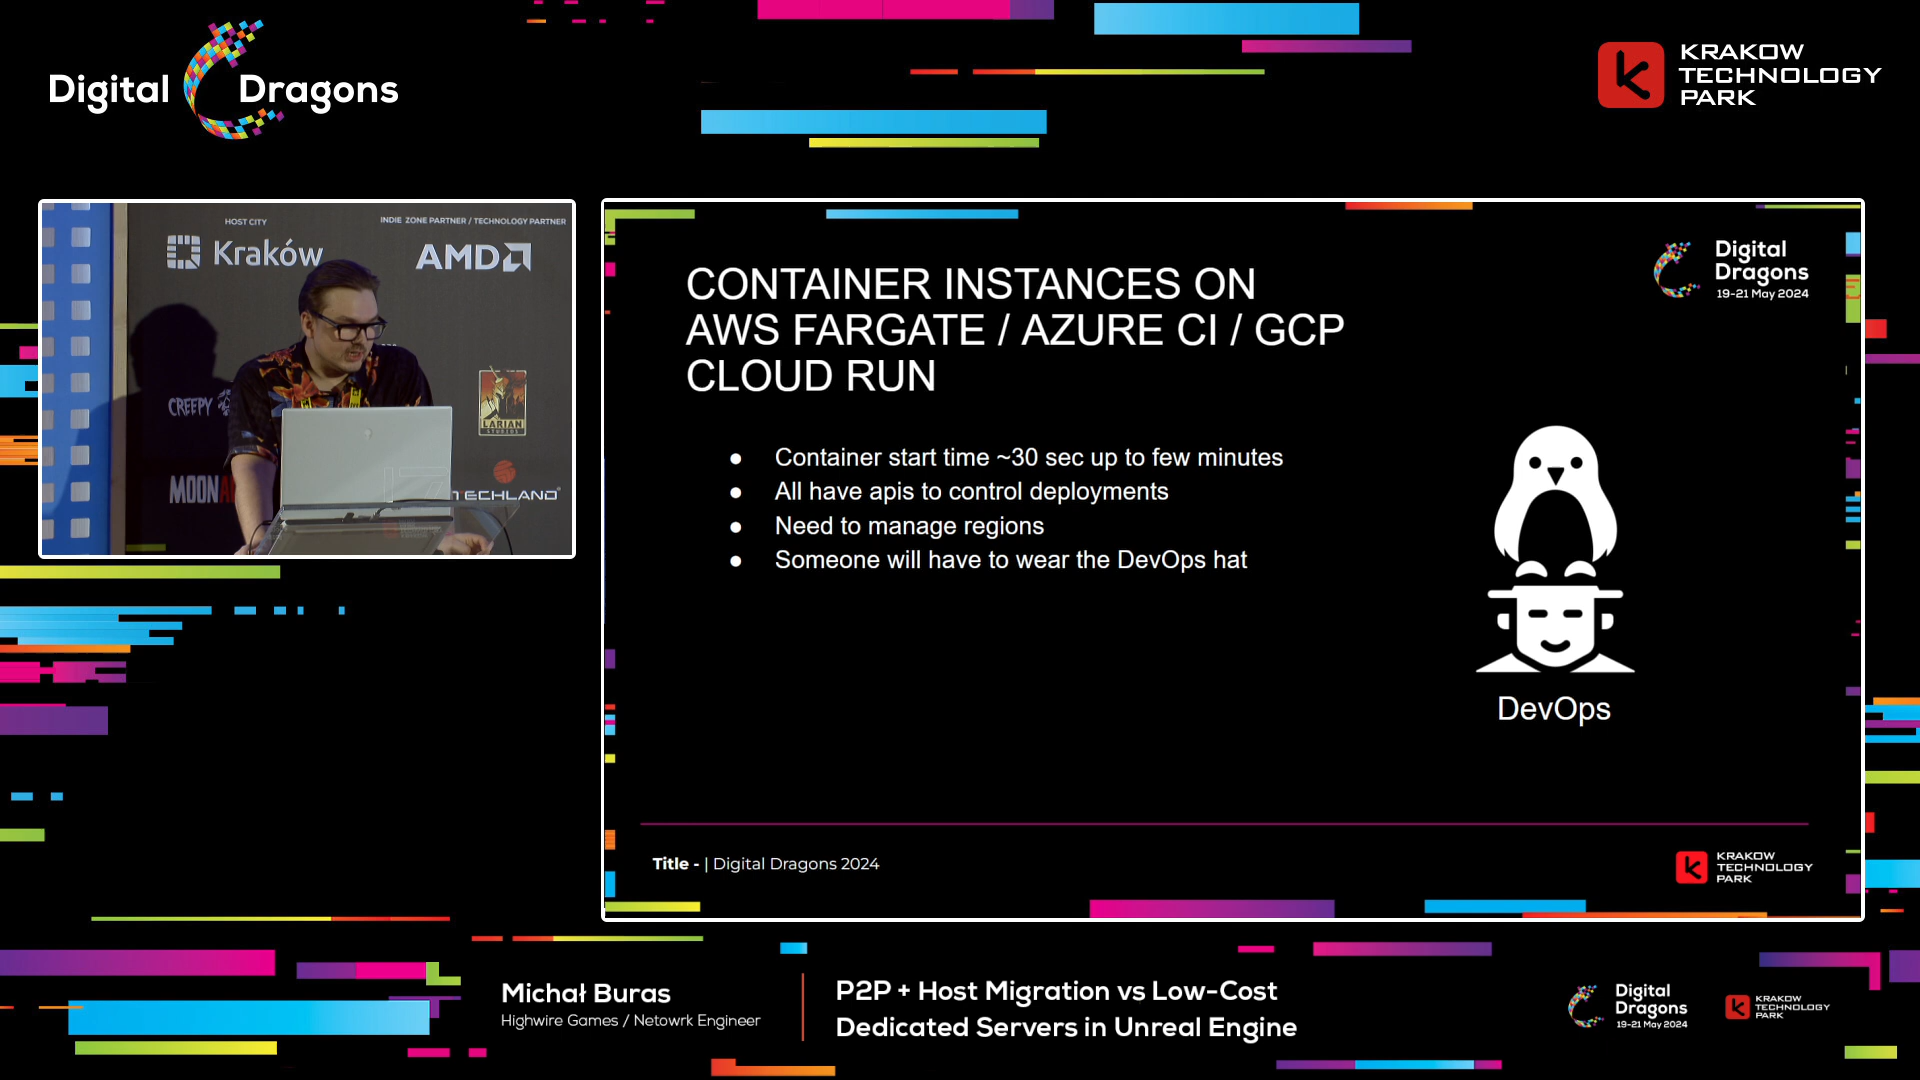 Digital Dragons
KRAKOW
TECHNOLOGY
PARK
HOST CITY
INDIE ZONE PARTNER / TECHNOLOGY PARTNER
Kraków
AMD
CREEPY
LARIAN
STUDIOS
MOON
TECHLAND
CONTAINER INSTANCES ON
AWS FARGATE / AZURE CI / GCP
CLOUD RUN
Digital
Dragons
19-21 May 2024
● Container start time ~30 sec up to few minutes
● All have apis to control deployments
● Need to manage regions
● Someone will have to wear the DevOps hat
DevOps
Title - | Digital Dragons 2024
KRAKOW
TECHNOLOGY
PARK
Michał Buras
Highwire Games / Netowrk Engineer
P2P + Host Migration vs Low-Cost
Dedicated Servers in Unreal Engine
Digital
Dragons
19-21 May 2024
KRAKOW
TECHNOLOGY
PARK